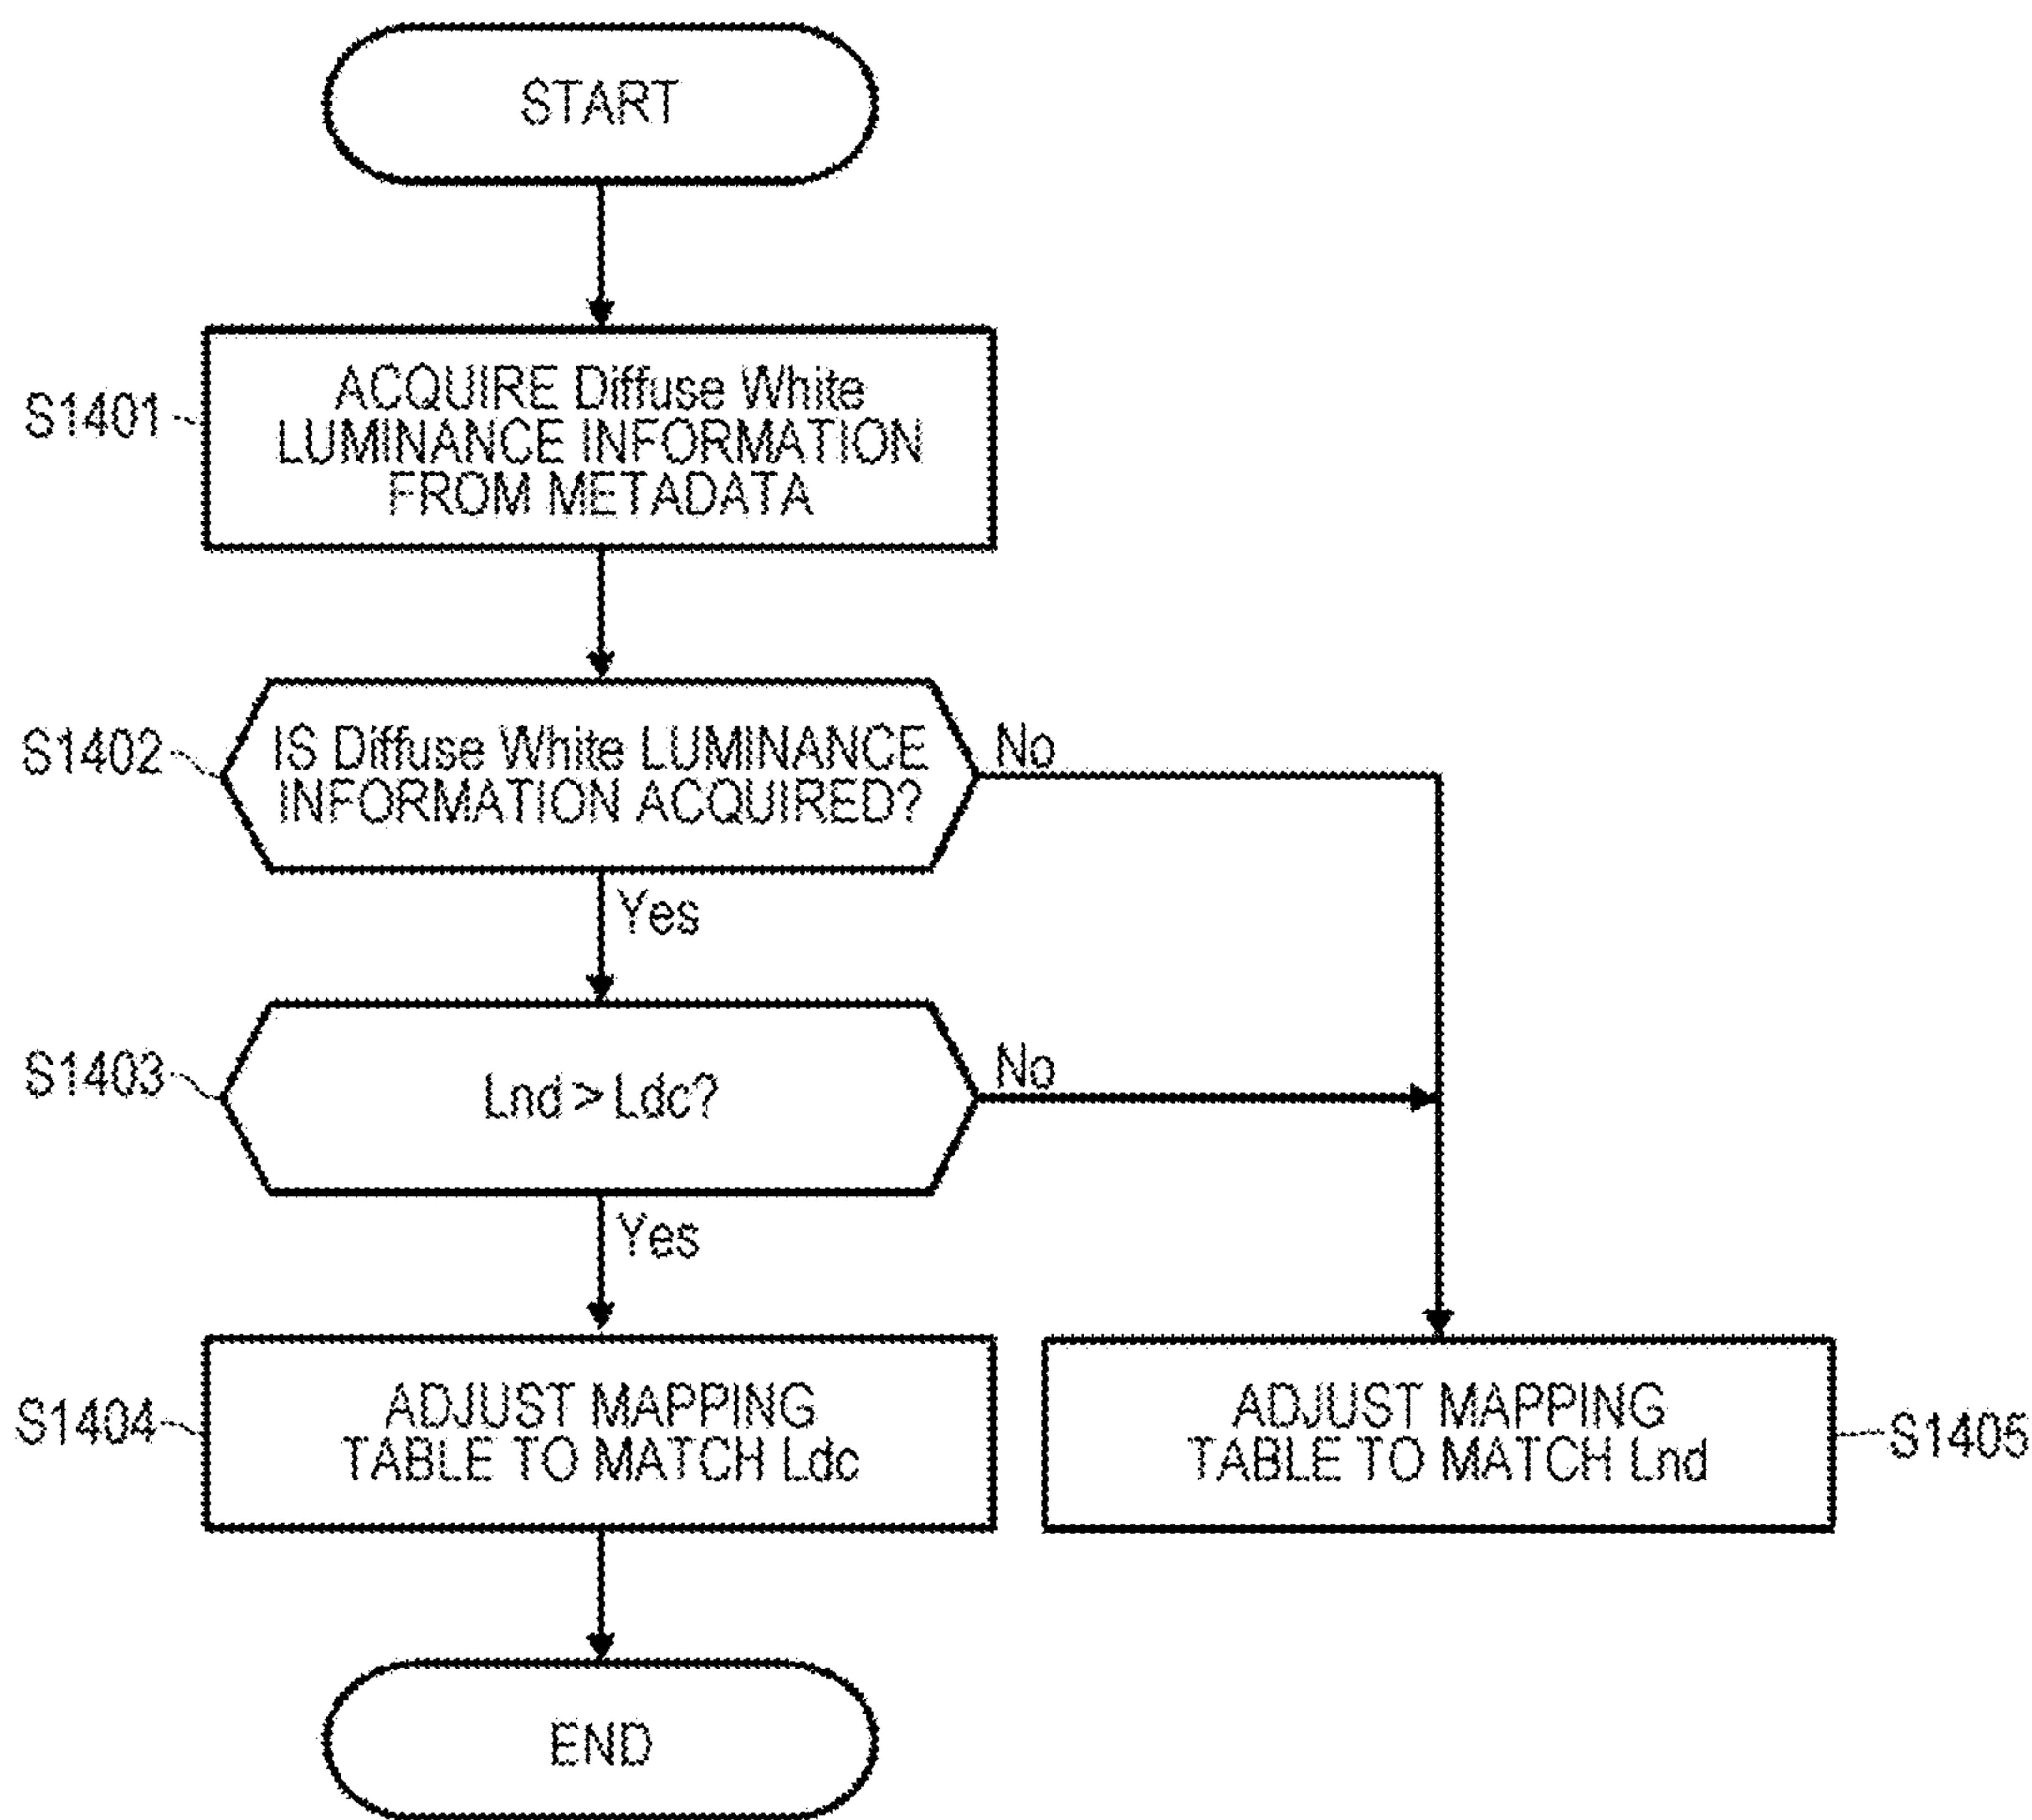 START
S1401
ACQUIRE Diffuse White
LUMINANCE INFORMATION
FROM METADATA
S1402
IS Diffuse White LUMINANCE
INFORMATION ACQUIRED?
No
Yes
S1403
Lnd > Ldc?
No
Yes
S1404
ADJUST MAPPING
TABLE TO MATCH Ldc
ADJUST MAPPING
TABLE TO MATCH Lnd
S1405
END